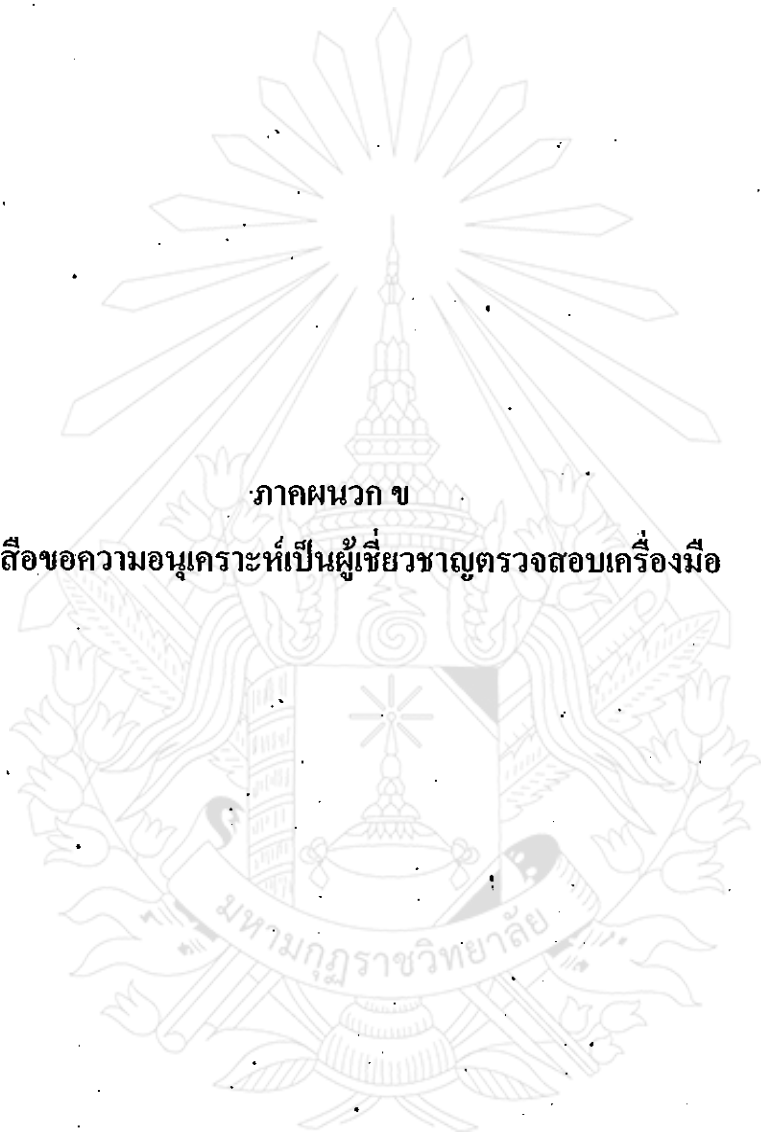 ภาคผนวก ข
สือขอความอนุเคราะห์เป็นผู้เชี่ยวชาญตรวจสอบเครื่องมือ
มหามกุฏราชวิทยาลัย